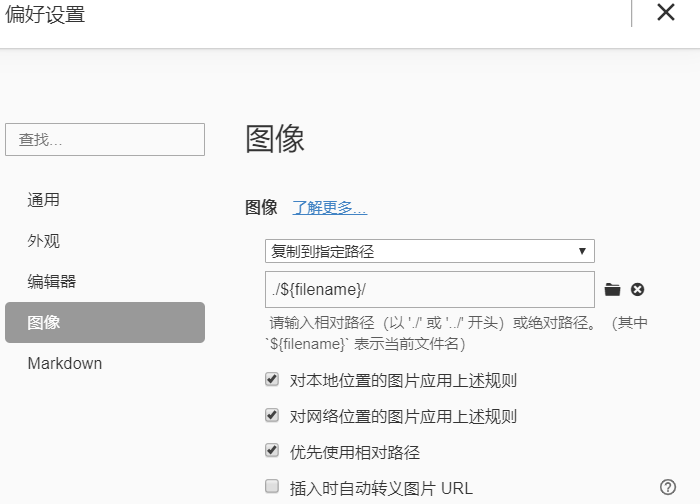 偏好设置
查找...
图像
通用
图像 了解更多...
外观
复制到指定路径
编辑器
./${filename}/
图像
请输入相对路径（以 './' 或 '../' 开头）或绝对路径。（其中
`${filename}` 表示当前文件名）
Markdown
对本地位置的图片应用上述规则
对网络位置的图片应用上述规则
优先使用相对路径
插入时自动转义图片 URL